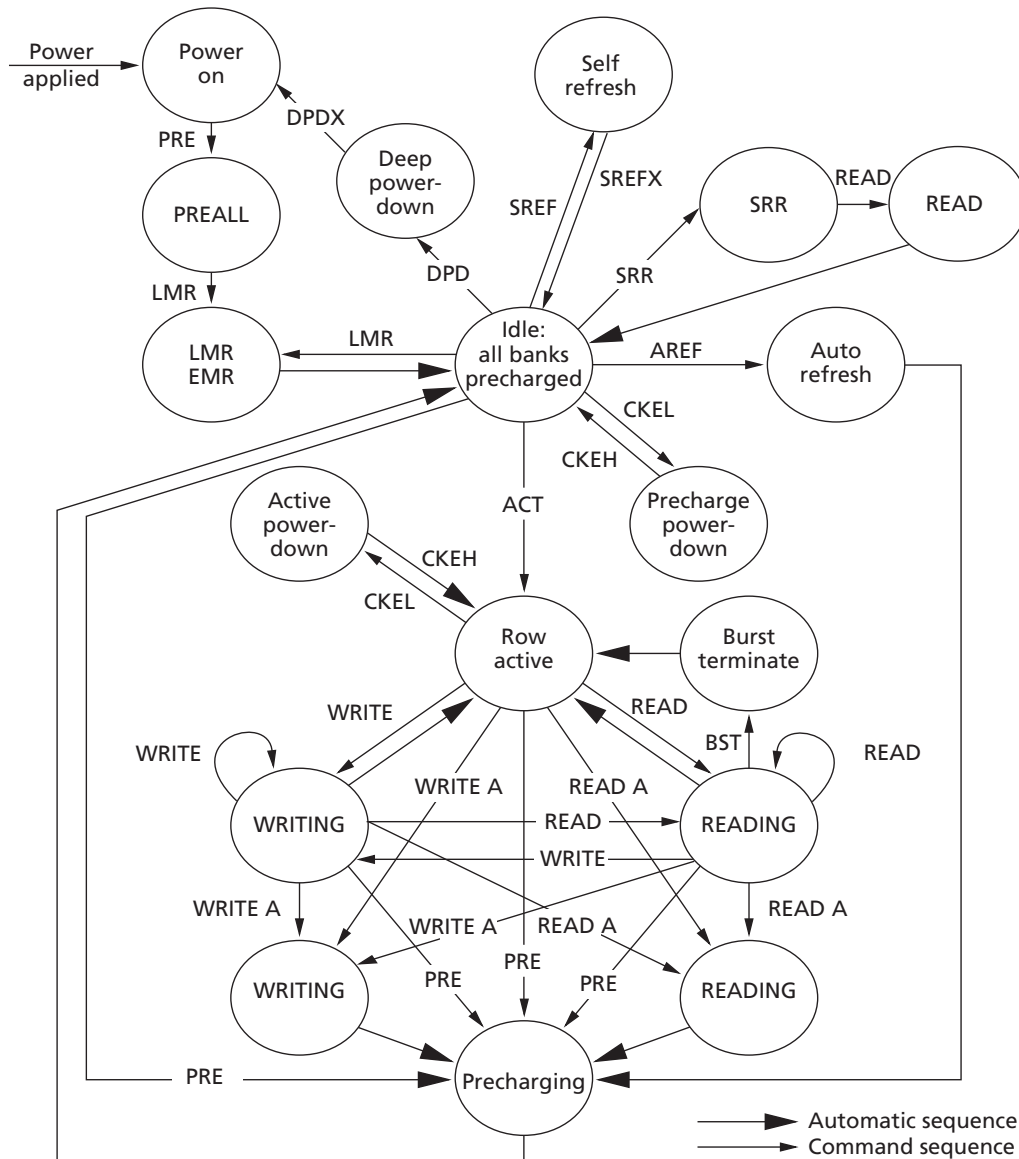 Power
applied
Power
on
Self
refresh
DPDX
PRE
Deep
power-
down
SREFX
READ
PREALL
SREF
SRR
READ
DPD
SRR
LMR
LMR
EMR
LMR
Idle:
all banks
precharged
AREF
Auto
refresh
CKEL
CKEH
Active
power-
down
ACT
Precharge
power-
down
CKEH
CKEL
Row
active
Burst
terminate
WRITE
READ
WRITE
BST
READ
WRITE A
READ A
WRITING
READ
READING
WRITE
WRITE A
WRITE A
READ A
READ A
PRE
PRE
PRE
WRITING
READING
PRE
Precharging
Automatic sequence
Command sequence